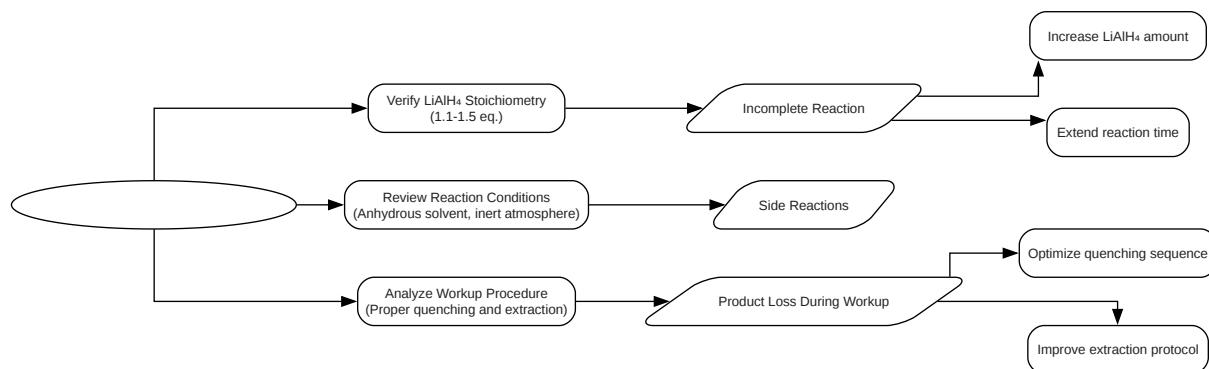 Increase LiAlH₄ amount
Verify LiAlH₄ Stoichiometry
(1.1-1.5 eq.)
Incomplete Reaction
Extend reaction time
Review Reaction Conditions
(Anhydrous solvent, inert atmosphere)
Side Reactions
Optimize quenching sequence
Analyze Workup Procedure
(Proper quenching and extraction)
Product Loss During Workup
Improve extraction protocol